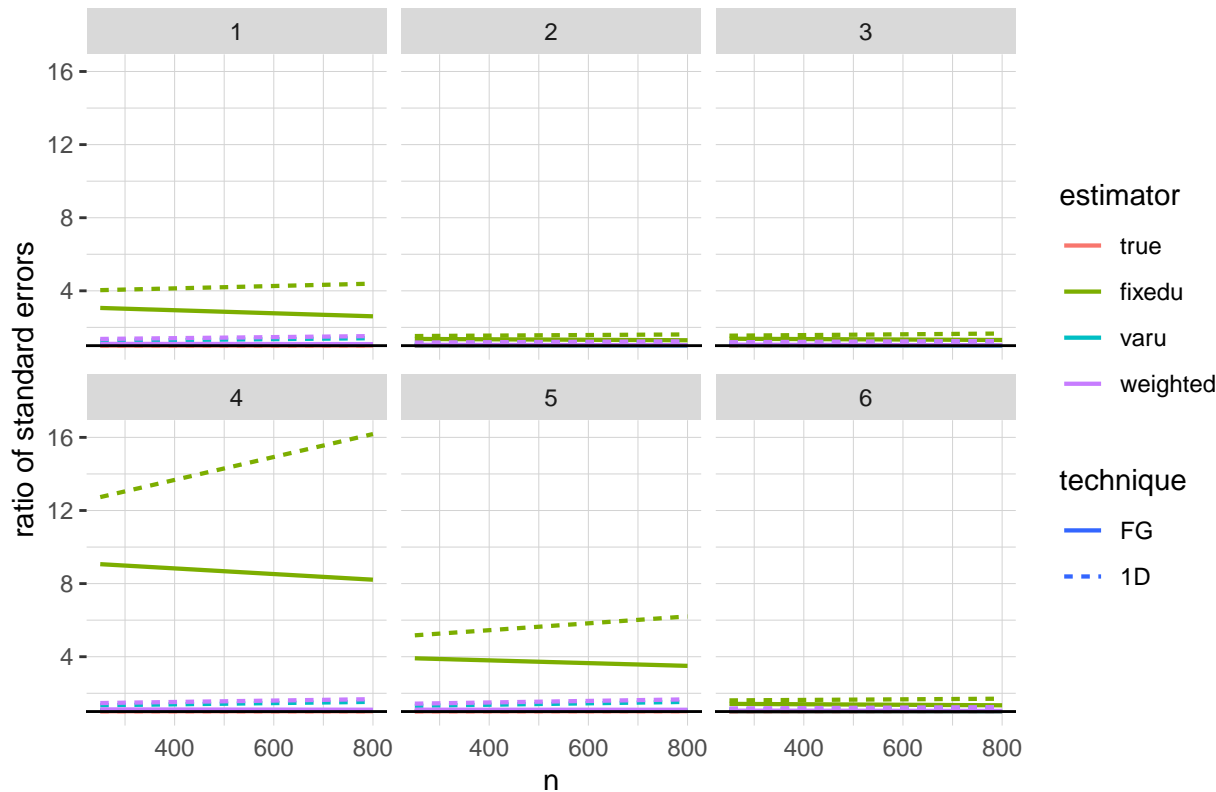 1
2
3
16
12
8
4
4
5
6
16
12
8
4
400
600
800
400
600
800
400
600
800
n
ratio of standard errors
estimator
true
fixedu
varu
weighted
technique
FG
1D